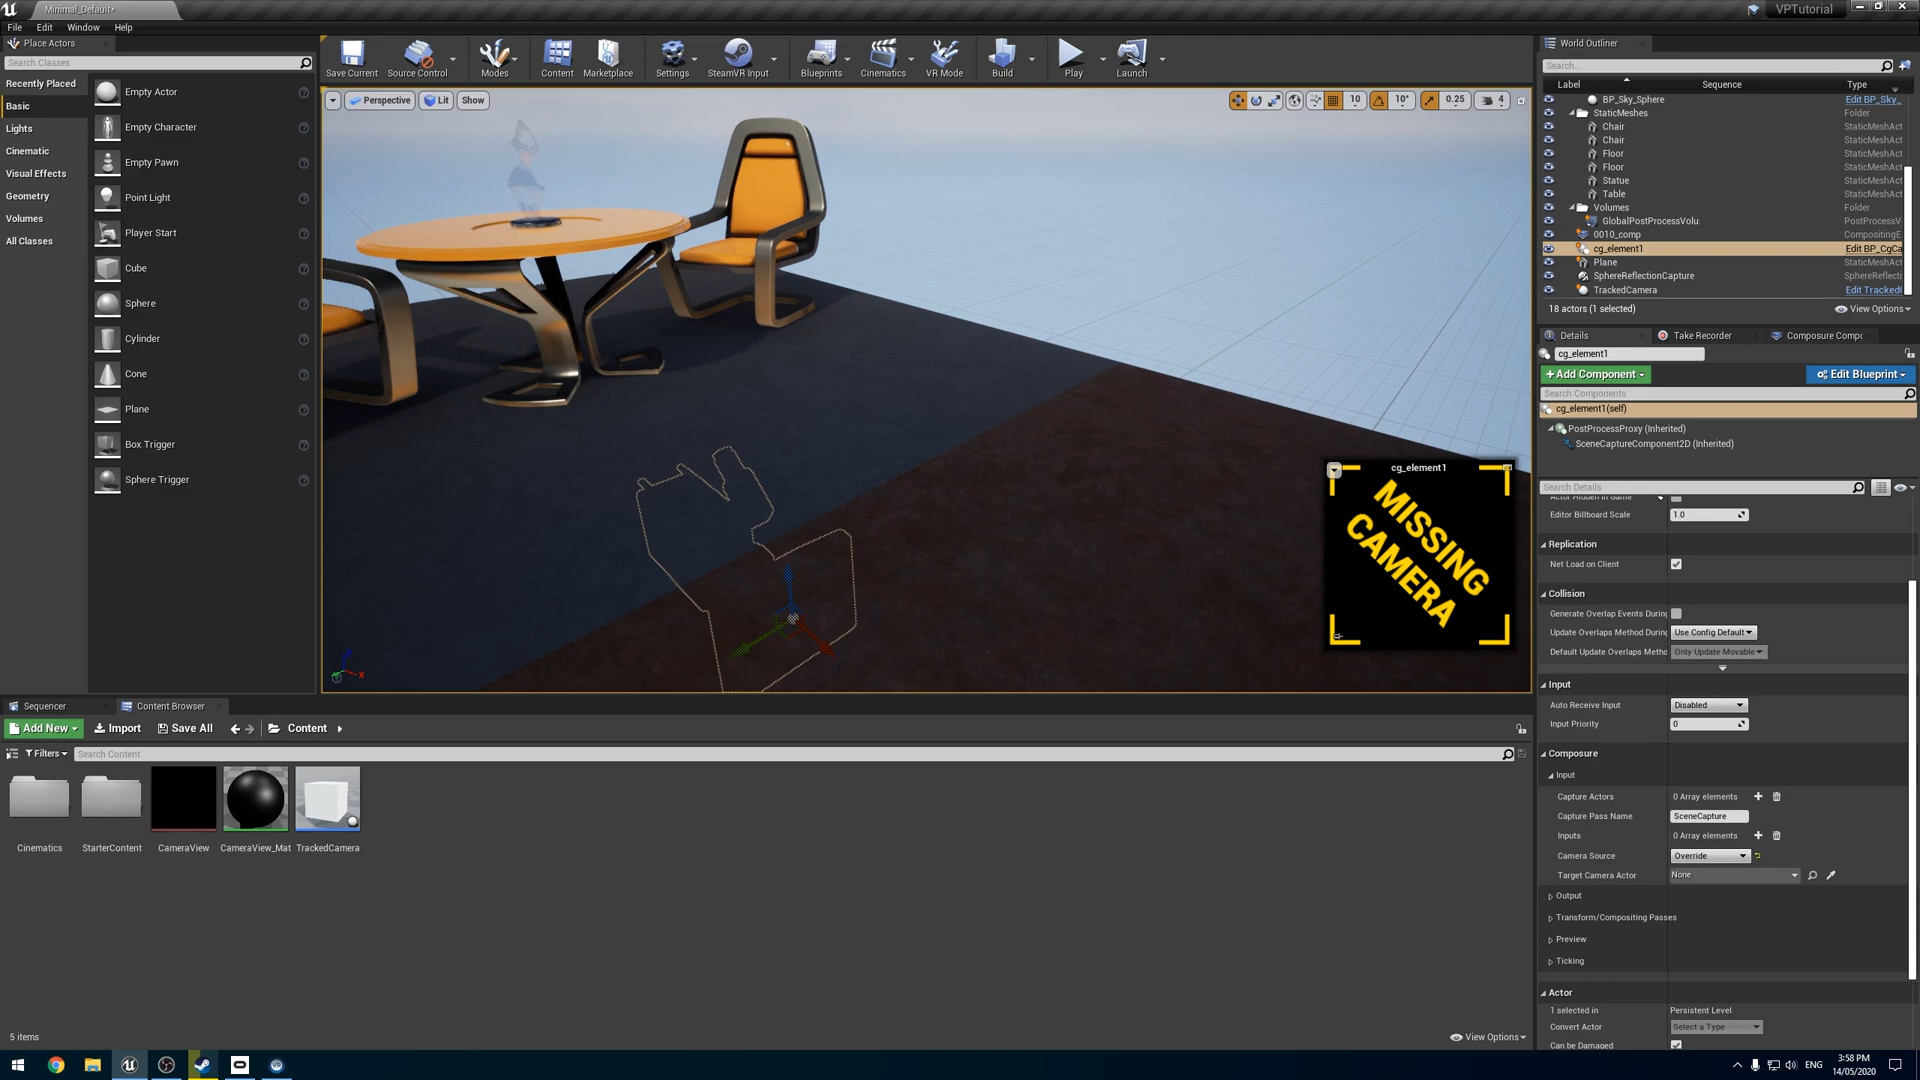 Minimal_Default*
VPTutorial
File
Edit
Window
Help
Place Actors
Search Classes
Recently Placed
Basic
Lights
Cinematic
Visual Effects
Geometry
Volumes
All Classes
Empty Actor
Empty Character
Empty Pawn
Point Light
Player Start
Cube
Sphere
Cylinder
Cone
Plane
Box Trigger
Sphere Trigger
Save Current
Source Control
Modes
Content
Marketplace
Settings
SteamVR Input
Blueprints
Cinematics
VR Mode
Build
Play
Launch
Perspective
Lit
Show
10
10°
0.25
4
cg_element1
MISSING
CAMERA
X
World Outliner
Search...
Label
Sequence
Type
BP_Sky_Sphere
Edit BP_Sky_
StaticMeshes
Folder
Chair
StaticMeshAct
Chair
StaticMeshAct
Floor
StaticMeshAct
Floor
StaticMeshAct
Statue
StaticMeshAct
Table
StaticMeshAct
Volumes
Folder
GlobalPostProcessVolu
PostProcessV
0010_comp
CompositingE
cg_element1
Edit BP_CgCa
Plane
StaticMeshAct
SphereReflectionCapture
SphereReflecti
TrackedCamera
Edit Tracked
18 actors (1 selected)
View Options
Details
Take Recorder
Composure Compo
cg_element1
+ Add Component
Edit Blueprint
Search Components
cg_element1(self)
PostProcessProxy (Inherited)
SceneCaptureComponent2D (Inherited)
Search Details
Actor Hidden In Game
Editor Billboard Scale
1.0
Replication
Net Load on Client
Collision
Generate Overlap Events During
Update Overlaps Method During
Use Config Default
Default Update Overlaps Metho
Only Update Movable
Input
Auto Receive Input
Disabled
Input Priority
0
Composure
Input
Capture Actors
0 Array elements
Capture Pass Name
SceneCapture
Inputs
0 Array elements
Camera Source
Override
Target Camera Actor
None
Output
Transform/Compositing Passes
Preview
Ticking
Actor
1 selected in
Persistent Level
Convert Actor
Select a Type
Can be Damaged
Sequencer
Content Browser
Add New
Import
Save All
Content
Filters
Search Content
Cinematics
StarterContent
CameraView
CameraView_Mat
TrackedCamera
5 items
View Options
ENG
3:58 PM
14/05/2020